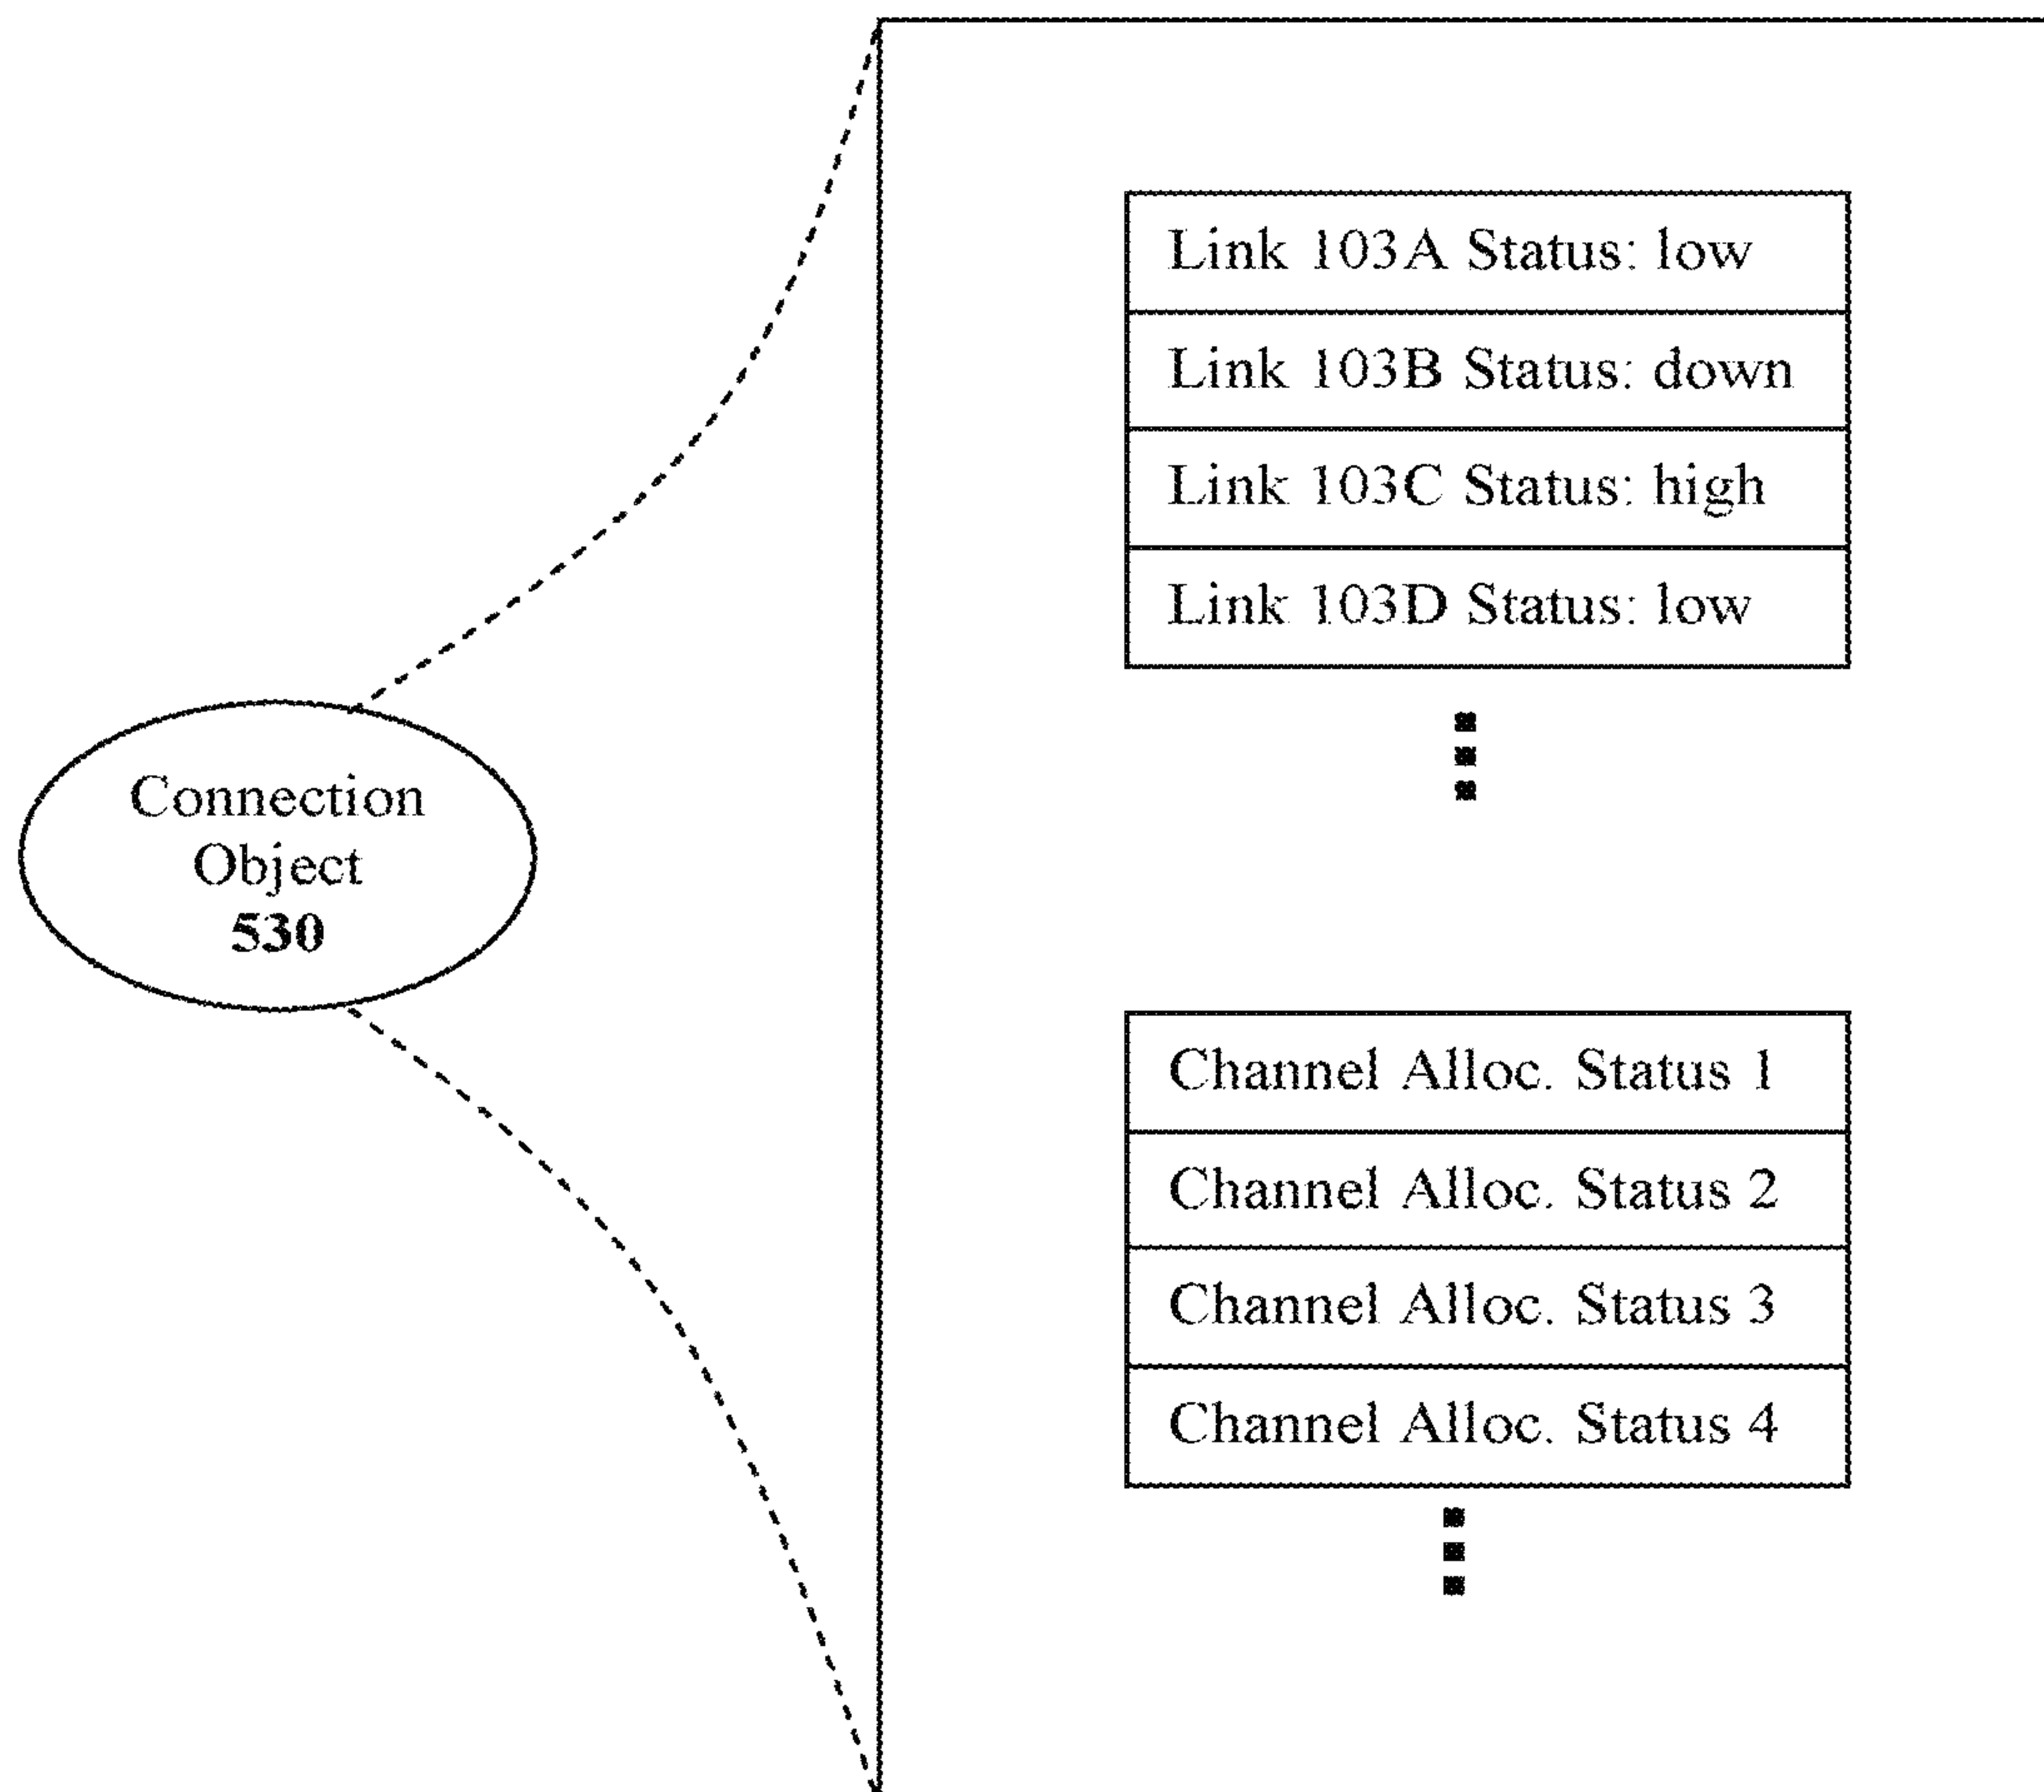 Link 103A Status: low
Link 103B Status: down
Link 103C Status: high
Link 103D Status: low
Connection
Object
530
Channel Alloc. Status 1
Channel Alloc. Status 2
Channel Alloc. Status 3
Channel Alloc. Status 4